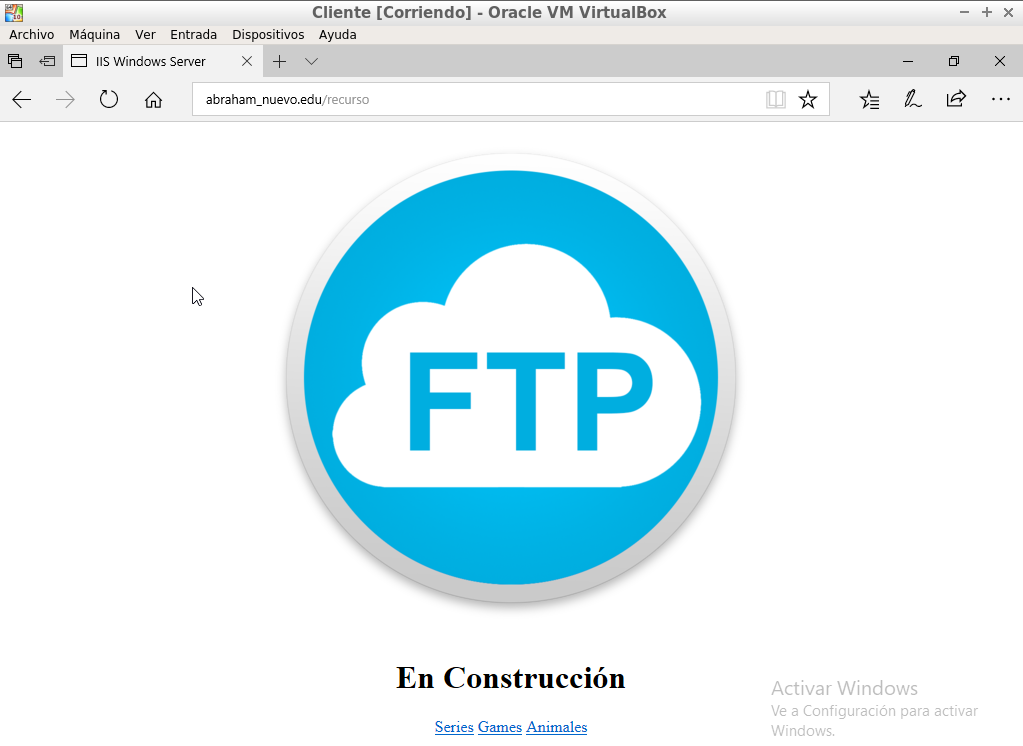 Cliente [Corriendo] - Oracle VM VirtualBox
Archivo Máquina Ver Entrada Dispositivos Ayuda
IIS Windows Server
abraham_nuevo.edu/recurso
FTP
En Construcción
Series Games Animales
Activar Windows
Ve a Configuración para activar
Windows.